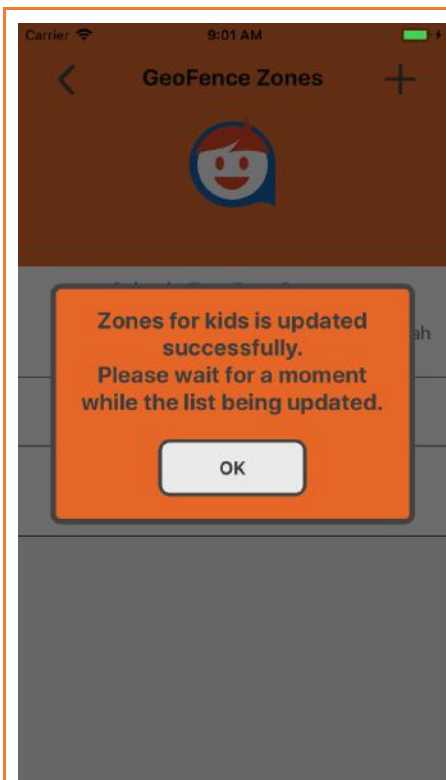 Carrier 9:01 AM
GeoFence Zones
ah
Zones for kids is updated
successfully.
Please wait for a moment
while the list being updated.
OK